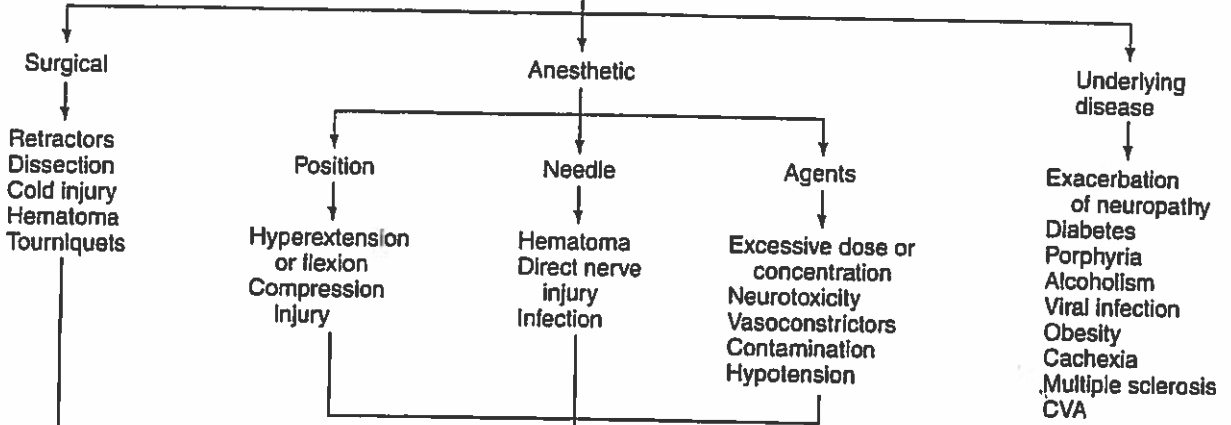 Surgical
Retractors
Dissection
Cold injury
Hematoma
Tourniquets
Anesthetic
Position
Hyperextension
or flexion
Compression
Injury
Needle
Hematoma
Direct nerve
injury
Infection
Agents
Excessive dose or
concentration
Neurotoxicity
Vasoconstrictors
Contamination
Hypotension
Underlying
disease
Exacerbation
of neuropathy
Diabetes
Porphyria
Alcoholism
Viral infection
Obesity
Cachexia
Multiple sclerosis
CVA